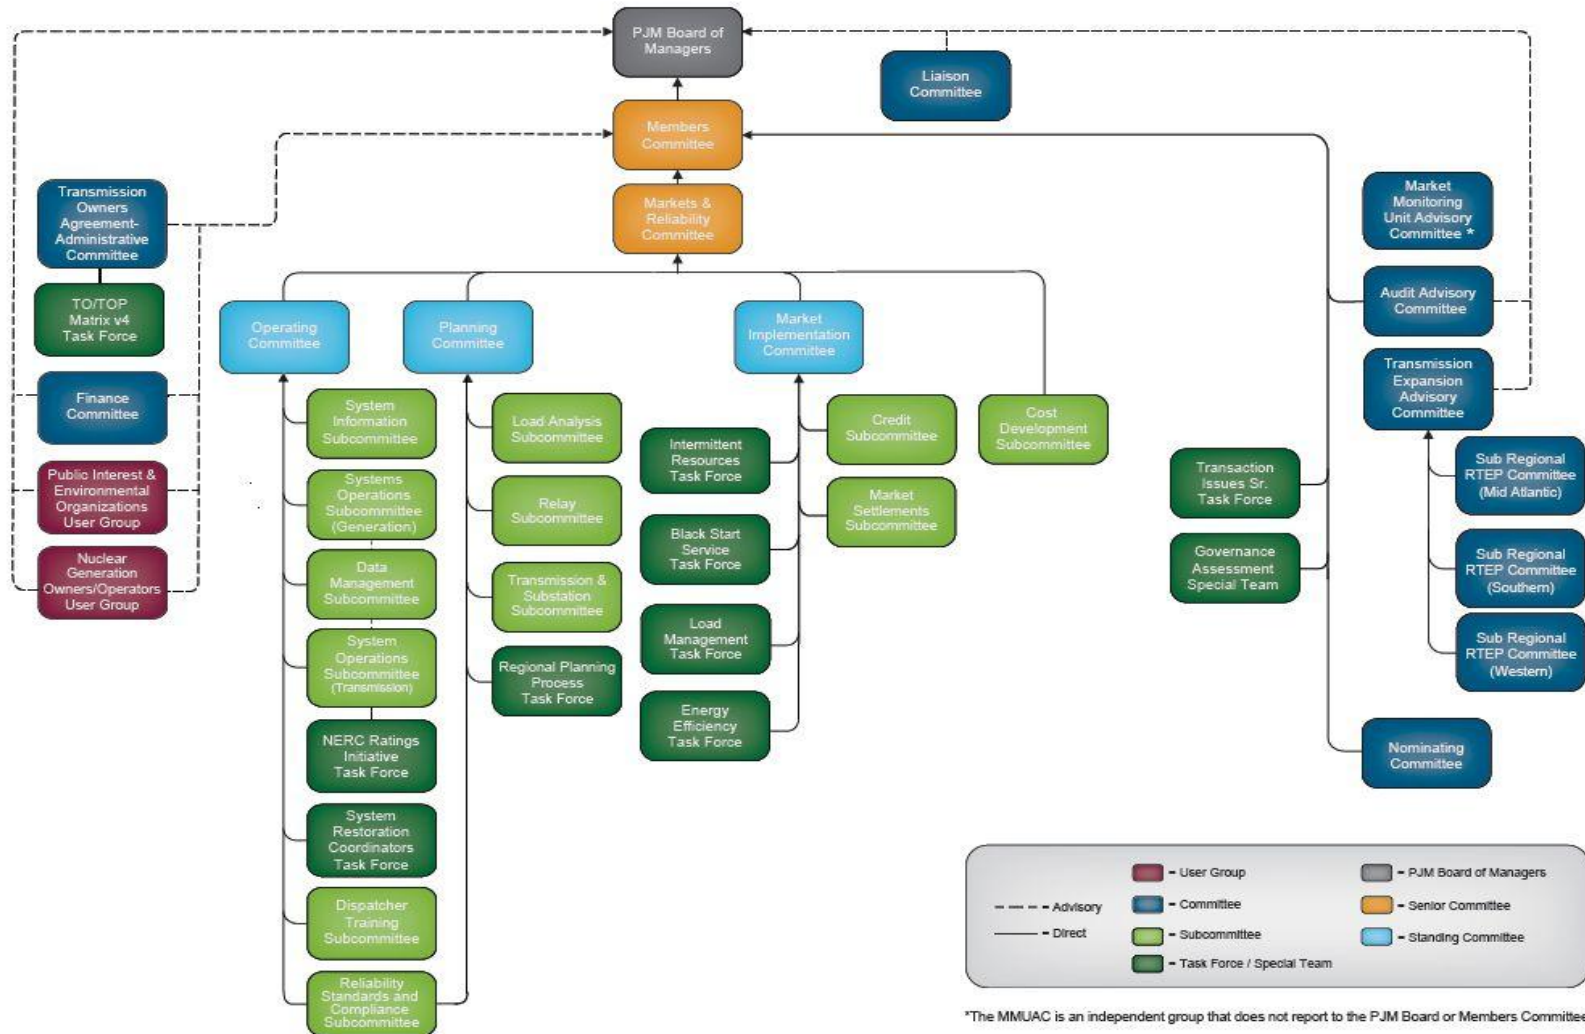 PJM Board of
Managers
Liaison
Committee
Members
Committee
Markets &
Reliability
Committee
Transmission
Owners
Agreement-
Administrative
Committee
TO/TOP
Matrix v4
Task Force
Finance
Committee
Public Interest &
Environmental
Organizations
User Group
Nuclear
Generation
Owners/Operators
User Group
Operating
Committee
System
Information
Subcommittee
Systems
Operations
Subcommittee
(Generation)
Data
Management
Subcommittee
System
Operations
Subcommittee
(Transmission)
NERC Ratings
Initiative
Task Force
System
Restoration
Coordinators
Task Force
Dispatcher
Training
Subcommittee
Reliability
Standards and
Compliance
Subcommittee
Planning
Committee
Load Analysis
Subcommittee
Relay
Subcommittee
Transmission &
Substation
Subcommittee
Regional Planning
Process
Task Force
Market
Implementation
Committee
Intermittent
Resources
Task Force
Black Start
Service
Task Force
Load
Management
Task Force
Energy
Efficiency
Task Force
Credit
Subcommittee
Market
Settlements
Subcommittee
Cost
Development
Subcommittee
Transaction
Issues Sr.
Task Force
Governance
Assessment
Special Team
Market
Monitoring
Unit Advisory
Committee *
Audit Advisory
Committee
Transmission
Expansion
Advisory
Committee
Sub Regional
RTEP Committee
(Mid Atlantic)
Sub Regional
RTEP Committee
(Southern)
Sub Regional
RTEP Committee
(Western)
Nominating
Committee
- Advisory
- Direct
- User Group
- Committee
- Subcommittee
- Task Force / Special Team
- PJM Board of Managers
- Senior Committee
- Standing Committee
*The MMUAC is an independent group that does not report to the PJM Board or Members Committee